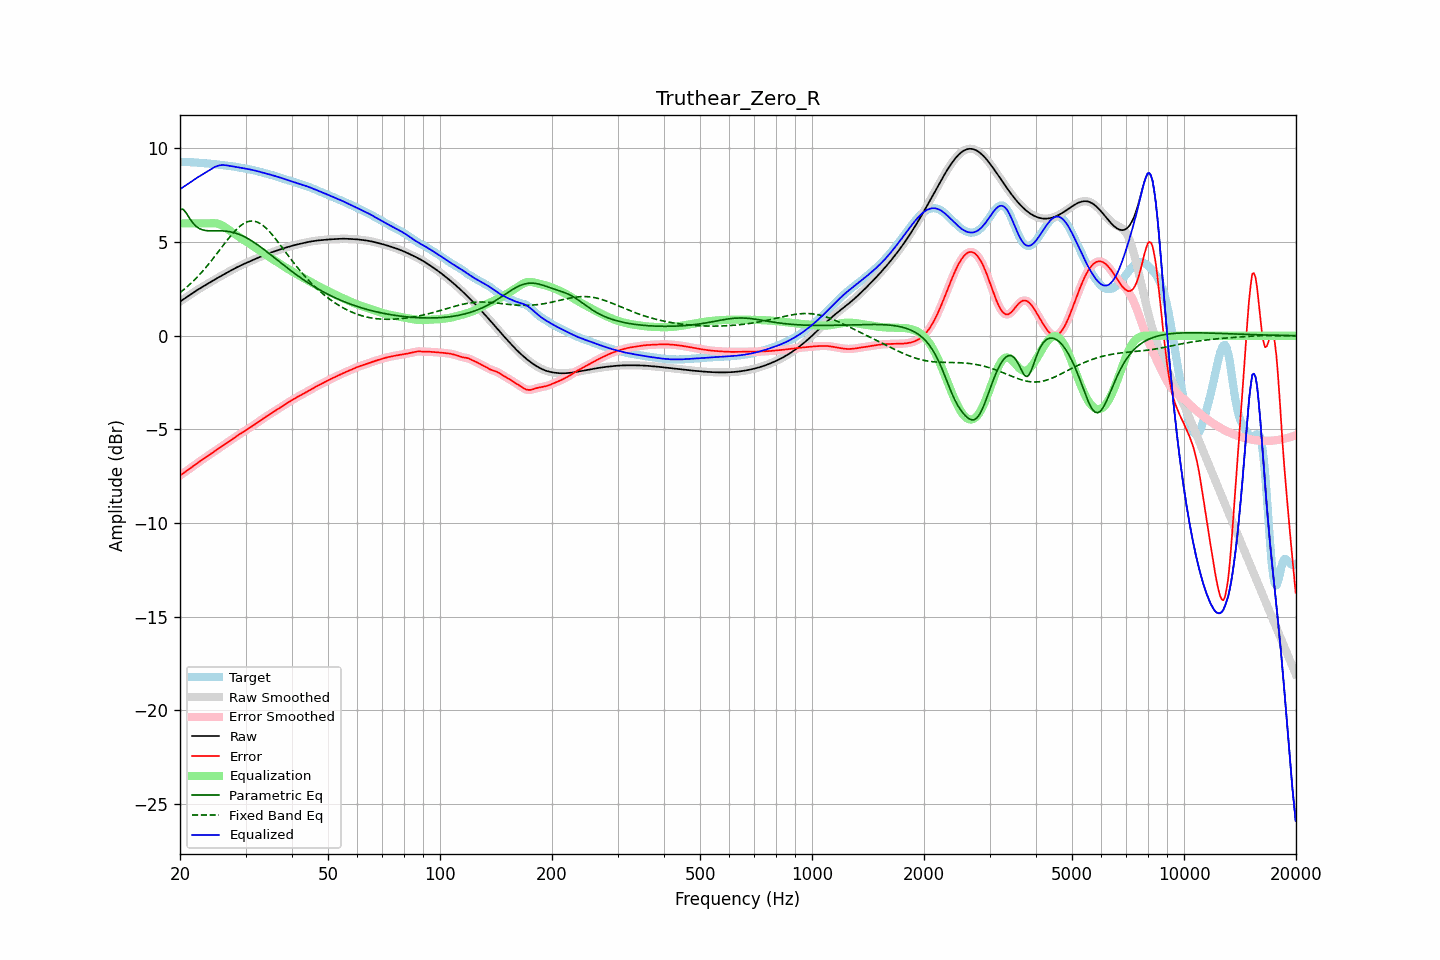 Truthear_Zero_R
10
5
0
−5
−10
−15
−20
−25
Amplitude (dBr)
Target
Raw Smoothed
Error Smoothed
Raw
Error
Equalization
Parametric Eq
Fixed Band Eq
Equalized
20 50 100 200 500 1000 2000 5000 10000 20000
Frequency (Hz)